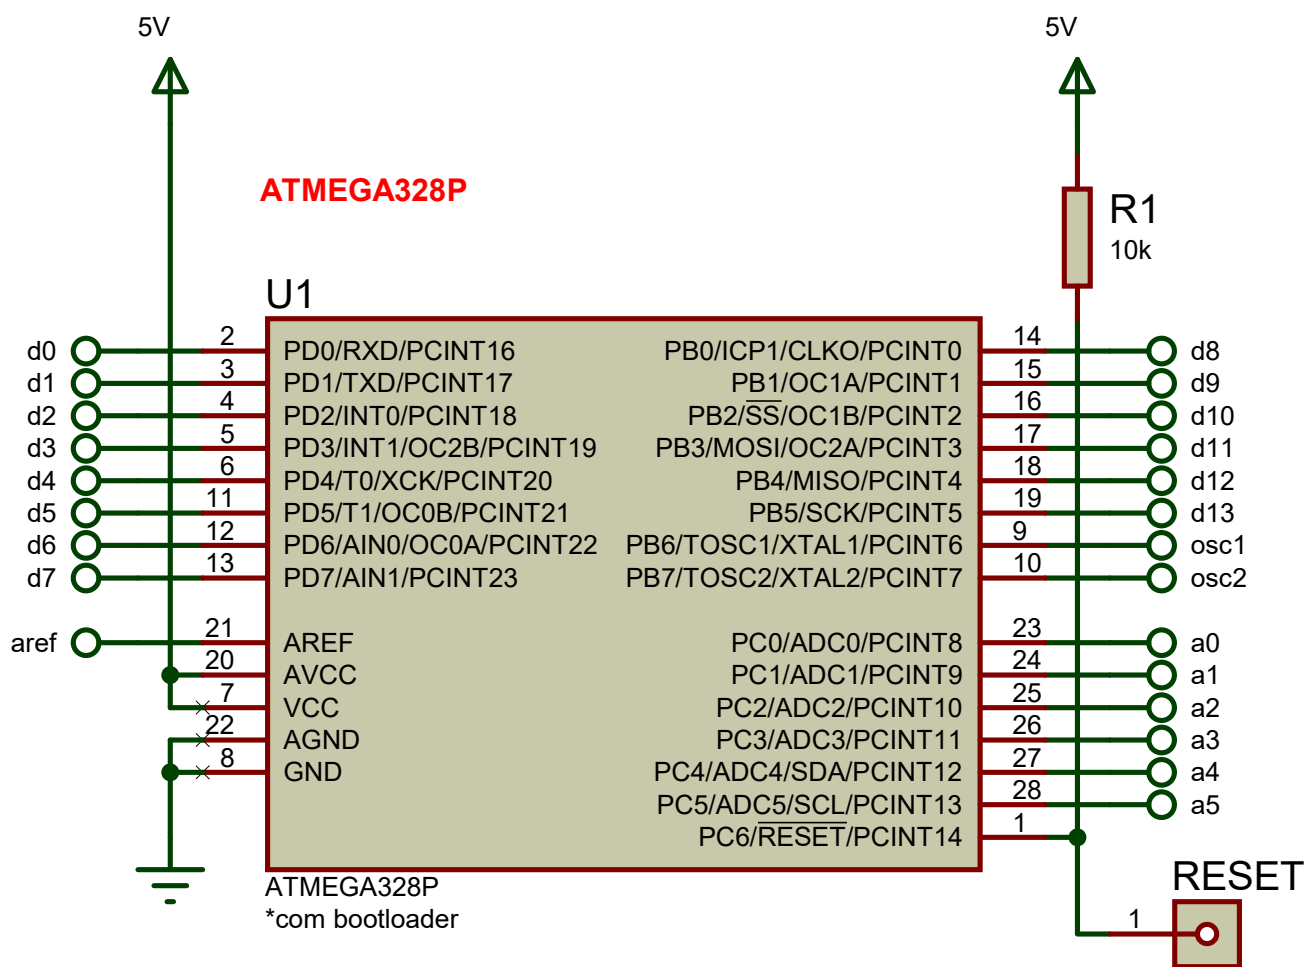 5V
5V
ATMEGA328P
R1
10k
U1
d0 2 PD0/RXD/PCINT16 PB0/ICP1/CLKO/PCINT0 14 d8
d1 3 PD1/TXD/PCINT17 PB1/OC1A/PCINT1 15 d9
d2 4 PD2/INT0/PCINT18 PB2/SS/OC1B/PCINT2 16 d10
d3 5 PD3/INT1/OC2B/PCINT19 PB3/MOSI/OC2A/PCINT3 17 d11
d4 6 PD4/T0/XCK/PCINT20 PB4/MISO/PCINT4 18 d12
d5 11 PD5/T1/OC0B/PCINT21 PB5/SCK/PCINT5 19 d13
d6 12 PD6/AIN0/OC0A/PCINT22 PB6/TOSC1/XTAL1/PCINT6 9 osc1
d7 13 PD7/AIN1/PCINT23 PB7/TOSC2/XTAL2/PCINT7 10 osc2
aref 21 AREF PC0/ADC0/PCINT8 23 a0
20 AVCC PC1/ADC1/PCINT9 24 a1
7 VCC PC2/ADC2/PCINT10 25 a2
22 AGND PC3/ADC3/PCINT11 26 a3
8 GND PC4/ADC4/SDA/PCINT12 27 a4
PC5/ADC5/SCL/PCINT13 28 a5
PC6/RESET/PCINT14 1
ATMEGA328P
*com bootloader
RESET
1